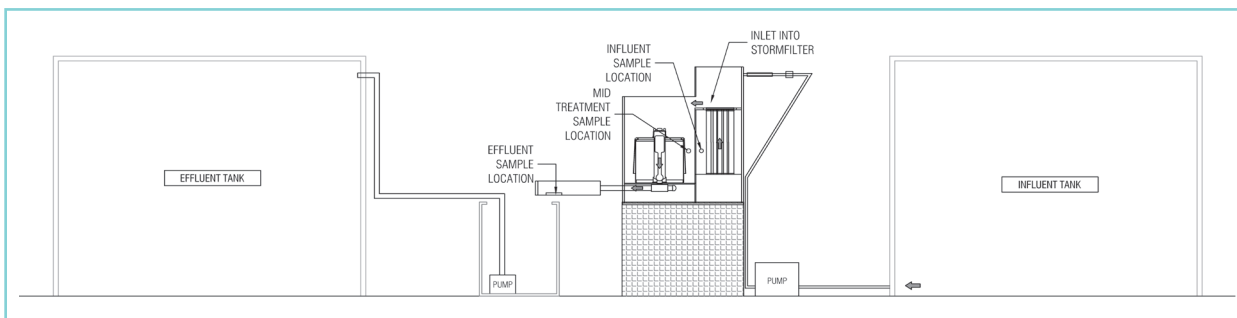 INLET INTO
STORMFILTER
INFLUENT
SAMPLE
LOCATION
MID
TREATMENT
SAMPLE
LOCATION
EFFLUENT
SAMPLE
LOCATION
EFFLUENT TANK
INFLUENT TANK
PUMP
PUMP